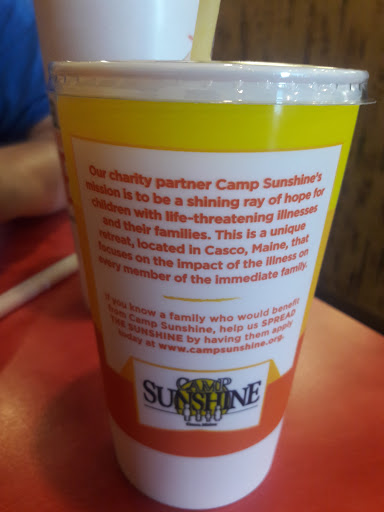 Our charity partner Camp Sunshine's
mission is to be a shining ray of hope for
children with life-threatening illnesses
and their families. This is a unique
retreat, located in Casco, Maine, that
focuses on the impact of the illness on
every member of the immediate family.
If you know a family who would benefit
from Camp Sunshine, help us SPREAD
THE SUNSHINE by having them apply
today at www.campsunshine.org.
CAMP
SUNSHINE